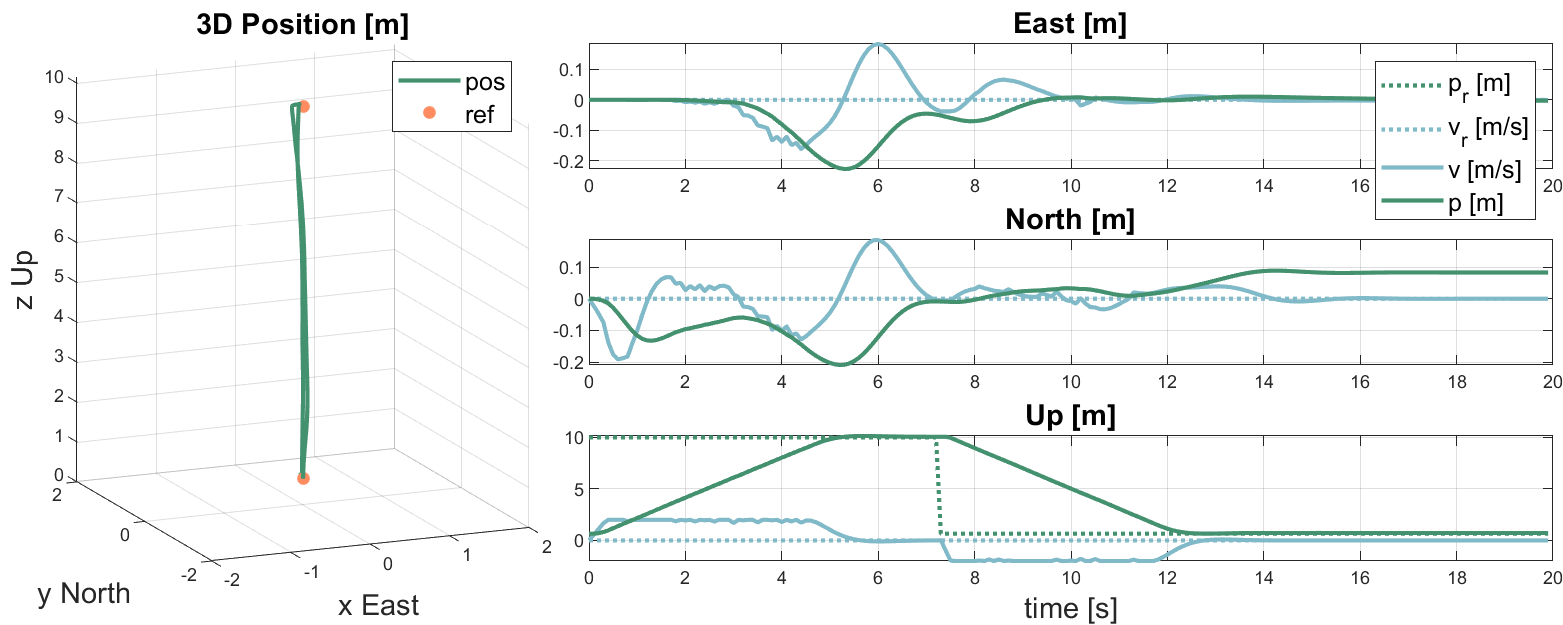 3D Position [m]
10
9
8
7
6
5
4
3
2
1
0
z Up
2
0
-2
y North
-2
-1
0
1
2
x East
pos
ref
East [m]
0.1
0
-0.1
-0.2
0 2 4 6 8 10 12 14 16 20
p_r [m]
v_r [m/s]
v [m/s]
p [m]
North [m]
0.1
0
-0.1
-0.2
0 2 4 6 8 10 12 14 16 18 20
Up [m]
10
5
0
0 2 4 6 8 10 12 14 16 18 20
time [s]